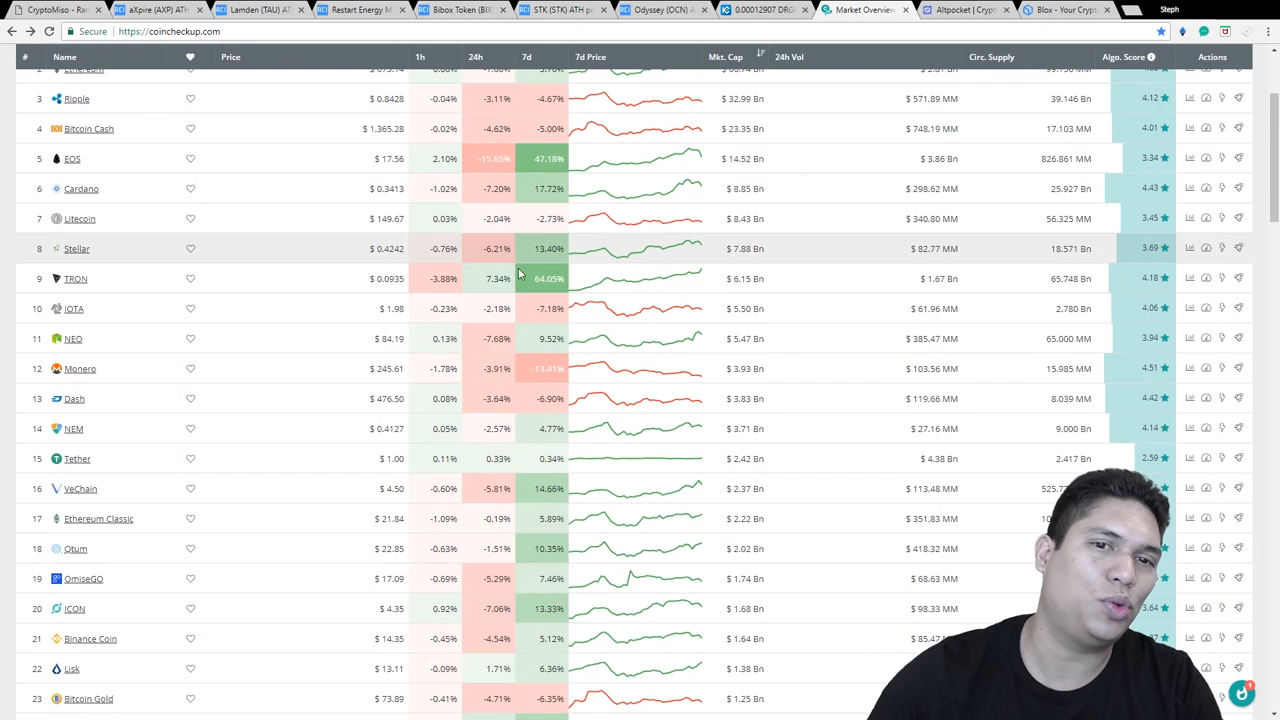 CryptoMiso - Ran
aXpire (AXP) ATH
Lamden (TAU) AT
Restart Energy M
Bibox Token (BIX
STK (STK) ATH pr
Odyssey (OCN) A
0.00012907 DRG
Market Overview
Altpocket | Crypt
Blox - Your Crypt
Steph
Secure https://coincheckup.com
# Name Price 1h 24h 7d 7d Price Mkt. Cap 24h Vol Circ. Supply Algo. Score Actions
3 Ripple $ 0.8428 -0.04% -3.11% -4.67% $ 32.99 Bn $ 571.89 MM 39.146 Bn 4.12
4 Bitcoin Cash $ 1,365.28 -0.02% -4.62% -5.00% $ 23.35 Bn $ 748.19 MM 17.103 MM 4.01
5 EOS $ 17.56 2.10% -15.65% 47.18% $ 14.52 Bn $ 3.86 Bn 826.861 MM 3.34
6 Cardano $ 0.3413 -1.02% -7.20% 17.72% $ 8.85 Bn $ 298.62 MM 25.927 Bn 4.43
7 Litecoin $ 149.67 0.03% -2.04% -2.73% $ 8.43 Bn $ 340.80 MM 56.325 MM 3.45
8 Stellar $ 0.4242 -0.76% -6.21% 13.40% $ 7.88 Bn $ 82.77 MM 18.571 Bn 3.69
9 TRON $ 0.0935 -3.88% 7.34% 64.05% $ 6.15 Bn $ 1.67 Bn 65.748 Bn 4.18
10 IOTA $ 1.98 -0.23% -2.18% -7.18% $ 5.50 Bn $ 61.96 MM 2.780 Bn 4.06
11 NEO $ 84.19 0.13% -7.68% 9.52% $ 5.47 Bn $ 385.47 MM 65.000 MM 3.94
12 Monero $ 245.61 -1.78% -3.91% -13.41% $ 3.93 Bn $ 103.56 MM 15.985 MM 4.51
13 Dash $ 476.50 0.08% -3.64% -6.90% $ 3.83 Bn $ 119.66 MM 8.039 MM 4.42
14 NEM $ 0.4127 0.05% -2.57% 4.77% $ 3.71 Bn $ 27.16 MM 9.000 Bn 4.14
15 Tether $ 1.00 0.11% 0.33% 0.34% $ 2.42 Bn $ 4.38 Bn 2.417 Bn 2.59
16 VeChain $ 4.50 -0.60% -5.81% 14.66% $ 2.37 Bn $ 113.48 MM
17 Ethereum Classic $ 21.84 -1.09% -0.19% 5.89% $ 2.22 Bn $ 351.83 MM
18 Qtum $ 22.85 -0.63% -1.51% 10.35% $ 2.02 Bn $ 418.32 MM
19 OmiseGO $ 17.09 -0.69% -5.29% 7.46% $ 1.74 Bn $ 68.63 MM
20 ICON $ 4.35 0.92% -7.06% 13.33% $ 1.68 Bn $ 98.33 MM 3.64
21 Binance Coin $ 14.35 -0.45% -4.54% 5.12% $ 1.64 Bn $ 85.47
22 Lisk $ 13.11 -0.09% 1.71% 6.36% $ 1.38 Bn
23 Bitcoin Gold $ 73.89 -0.41% -4.71% $ 1.25 Bn